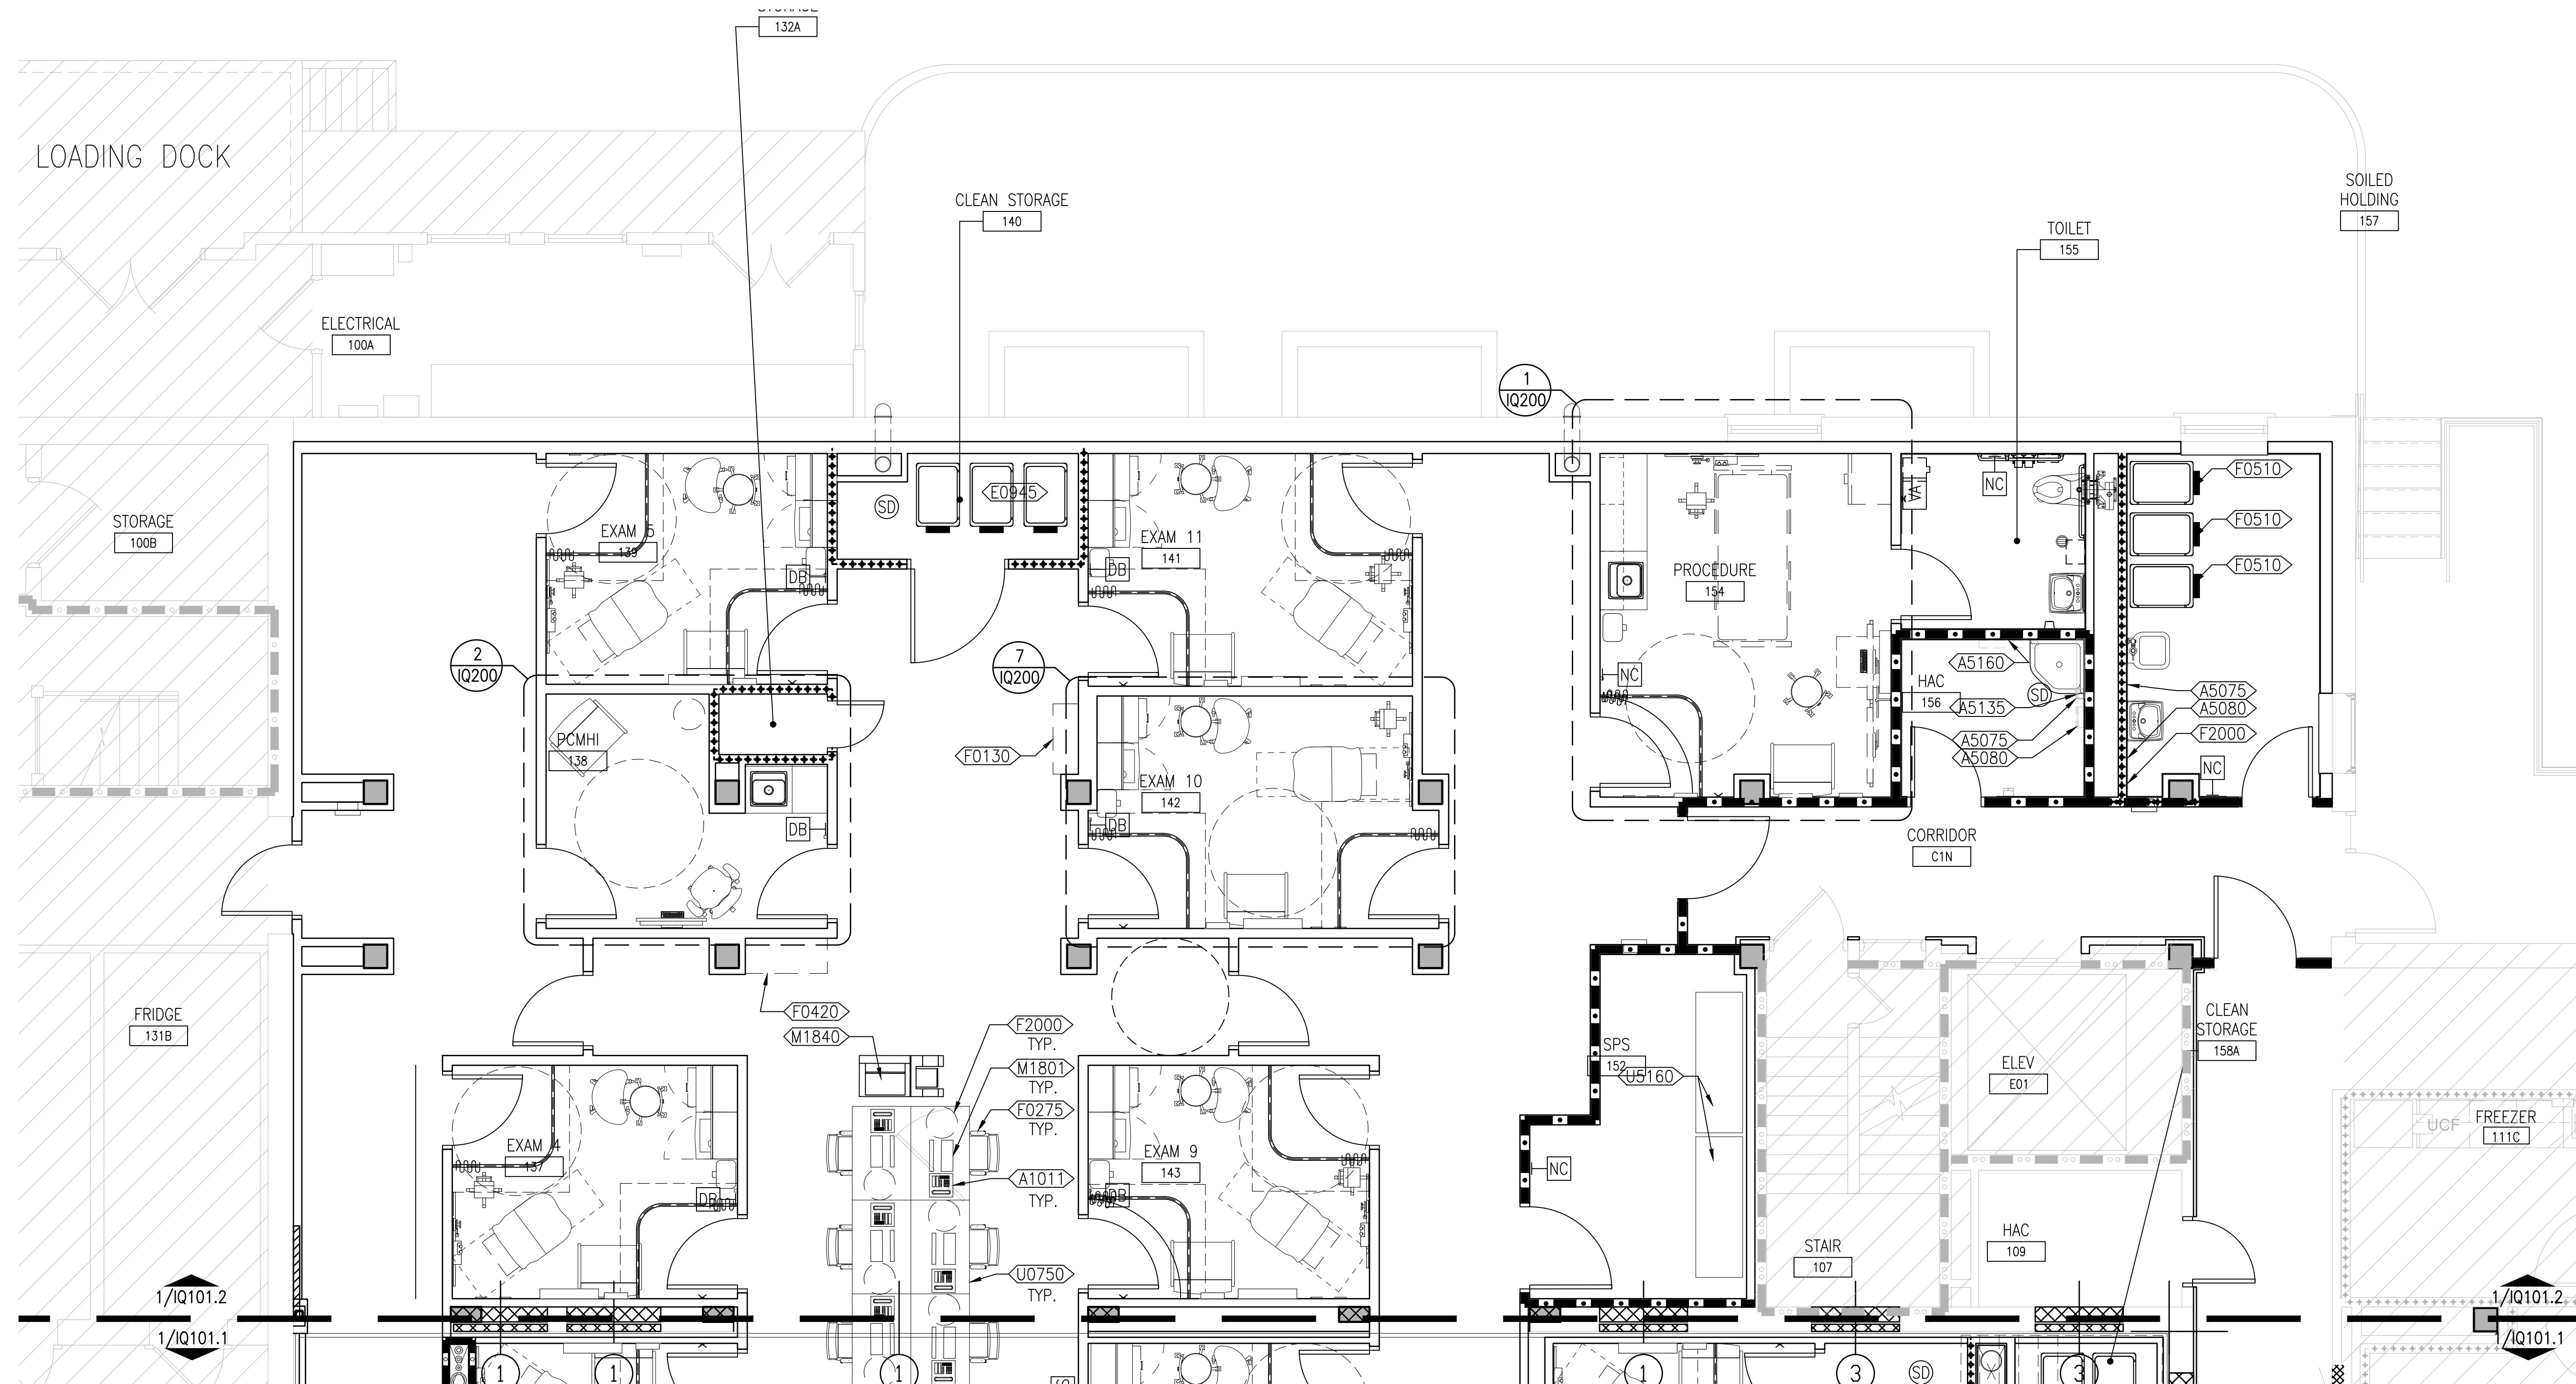 132A
LOADING DOCK
CLEAN STORAGE
140
SOILED
HOLDING
157
TOILET
155
ELECTRICAL
100A
1
IQ200
F0510
E0945
SD
VA
NC
F0510
STORAGE
100B
EXAM 5
139
EXAM 11
141
F0510
DB
DB
PROCEDURE
154
2
IQ200
7
IQ200
NC
A5160
HAC
156
SD
A5135
A5075
A5080
A5075
A5080
F2000
PCMHI
138
F0130
NC
EXAM 10
142
DB
DB
CORRIDOR
C1N
F0420
M1840
F2000
TYP.
M1801
TYP.
F0275
TYP.
A1011
TYP.
U0750
TYP.
FRIDGE
131B
CLEAN
STORAGE
158A
SPS
152
U5160
ELEV
E01
FREEZER
111C
UCF
EXAM 4
137
DB
EXAM 9
143
DB
NC
STAIR
107
HAC
109
1/IQ101.2
1/IQ101.1
1/IQ101.2
1/IQ101.1
1
1
1
1
3
SD
3